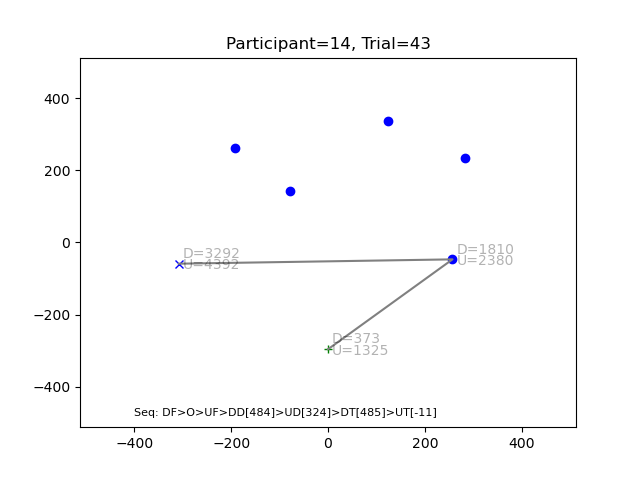 Participant=14, Trial=43
400
200
0
−200
−400
D=3292
U=4392
D=1810
U=2380
D=373
U=1325
Seq: DF>O>UF>DD[484]>UD[324]>DT[485]>UT[-11]
−400
−200
0
200
400